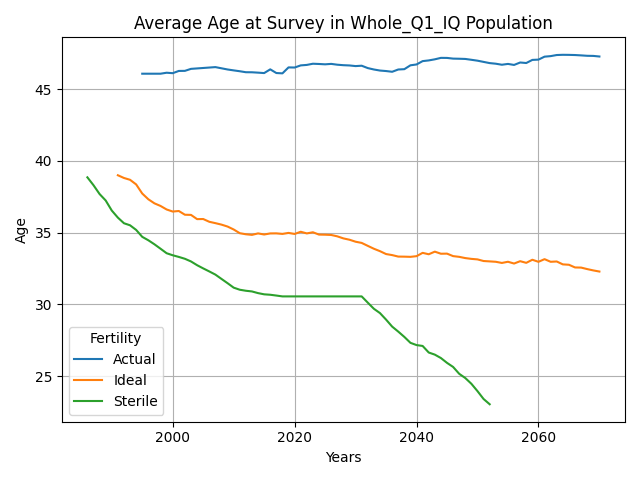 Average Age at Survey in Whole_Q1_IQ Population
Age
45
40
35
30
25
Fertility
Actual
Ideal
Sterile
2000
2020
2040
2060
Years